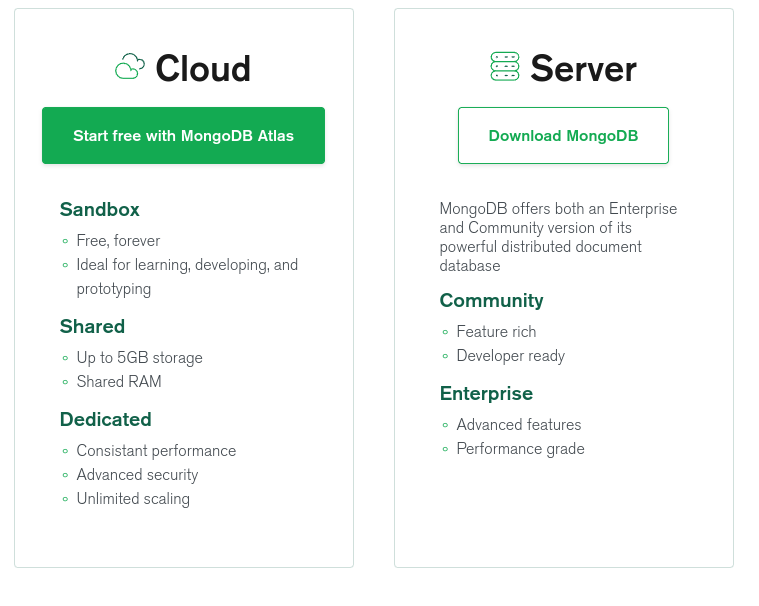 Cloud
Start free with MongoDB Atlas
Sandbox
Free, forever
Ideal for learning, developing, and
prototyping
Shared
Up to 5GB storage
Shared RAM
Dedicated
Consistant performance
Advanced security
Unlimited scaling
Server
Download MongoDB
MongoDB offers both an Enterprise
and Community version of its
powerful distributed document
database
Community
Feature rich
Developer ready
Enterprise
Advanced features
Performance grade